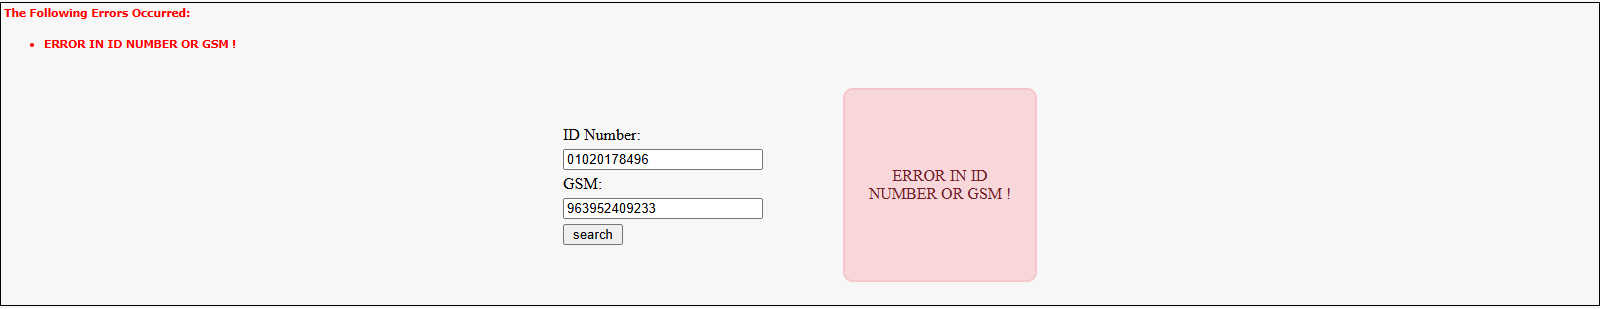 The Following Errors Occurred:
ERROR IN ID NUMBER OR GSM !
ID Number:
01020178496
GSM:
963952409233
search
ERROR IN ID
NUMBER OR GSM !